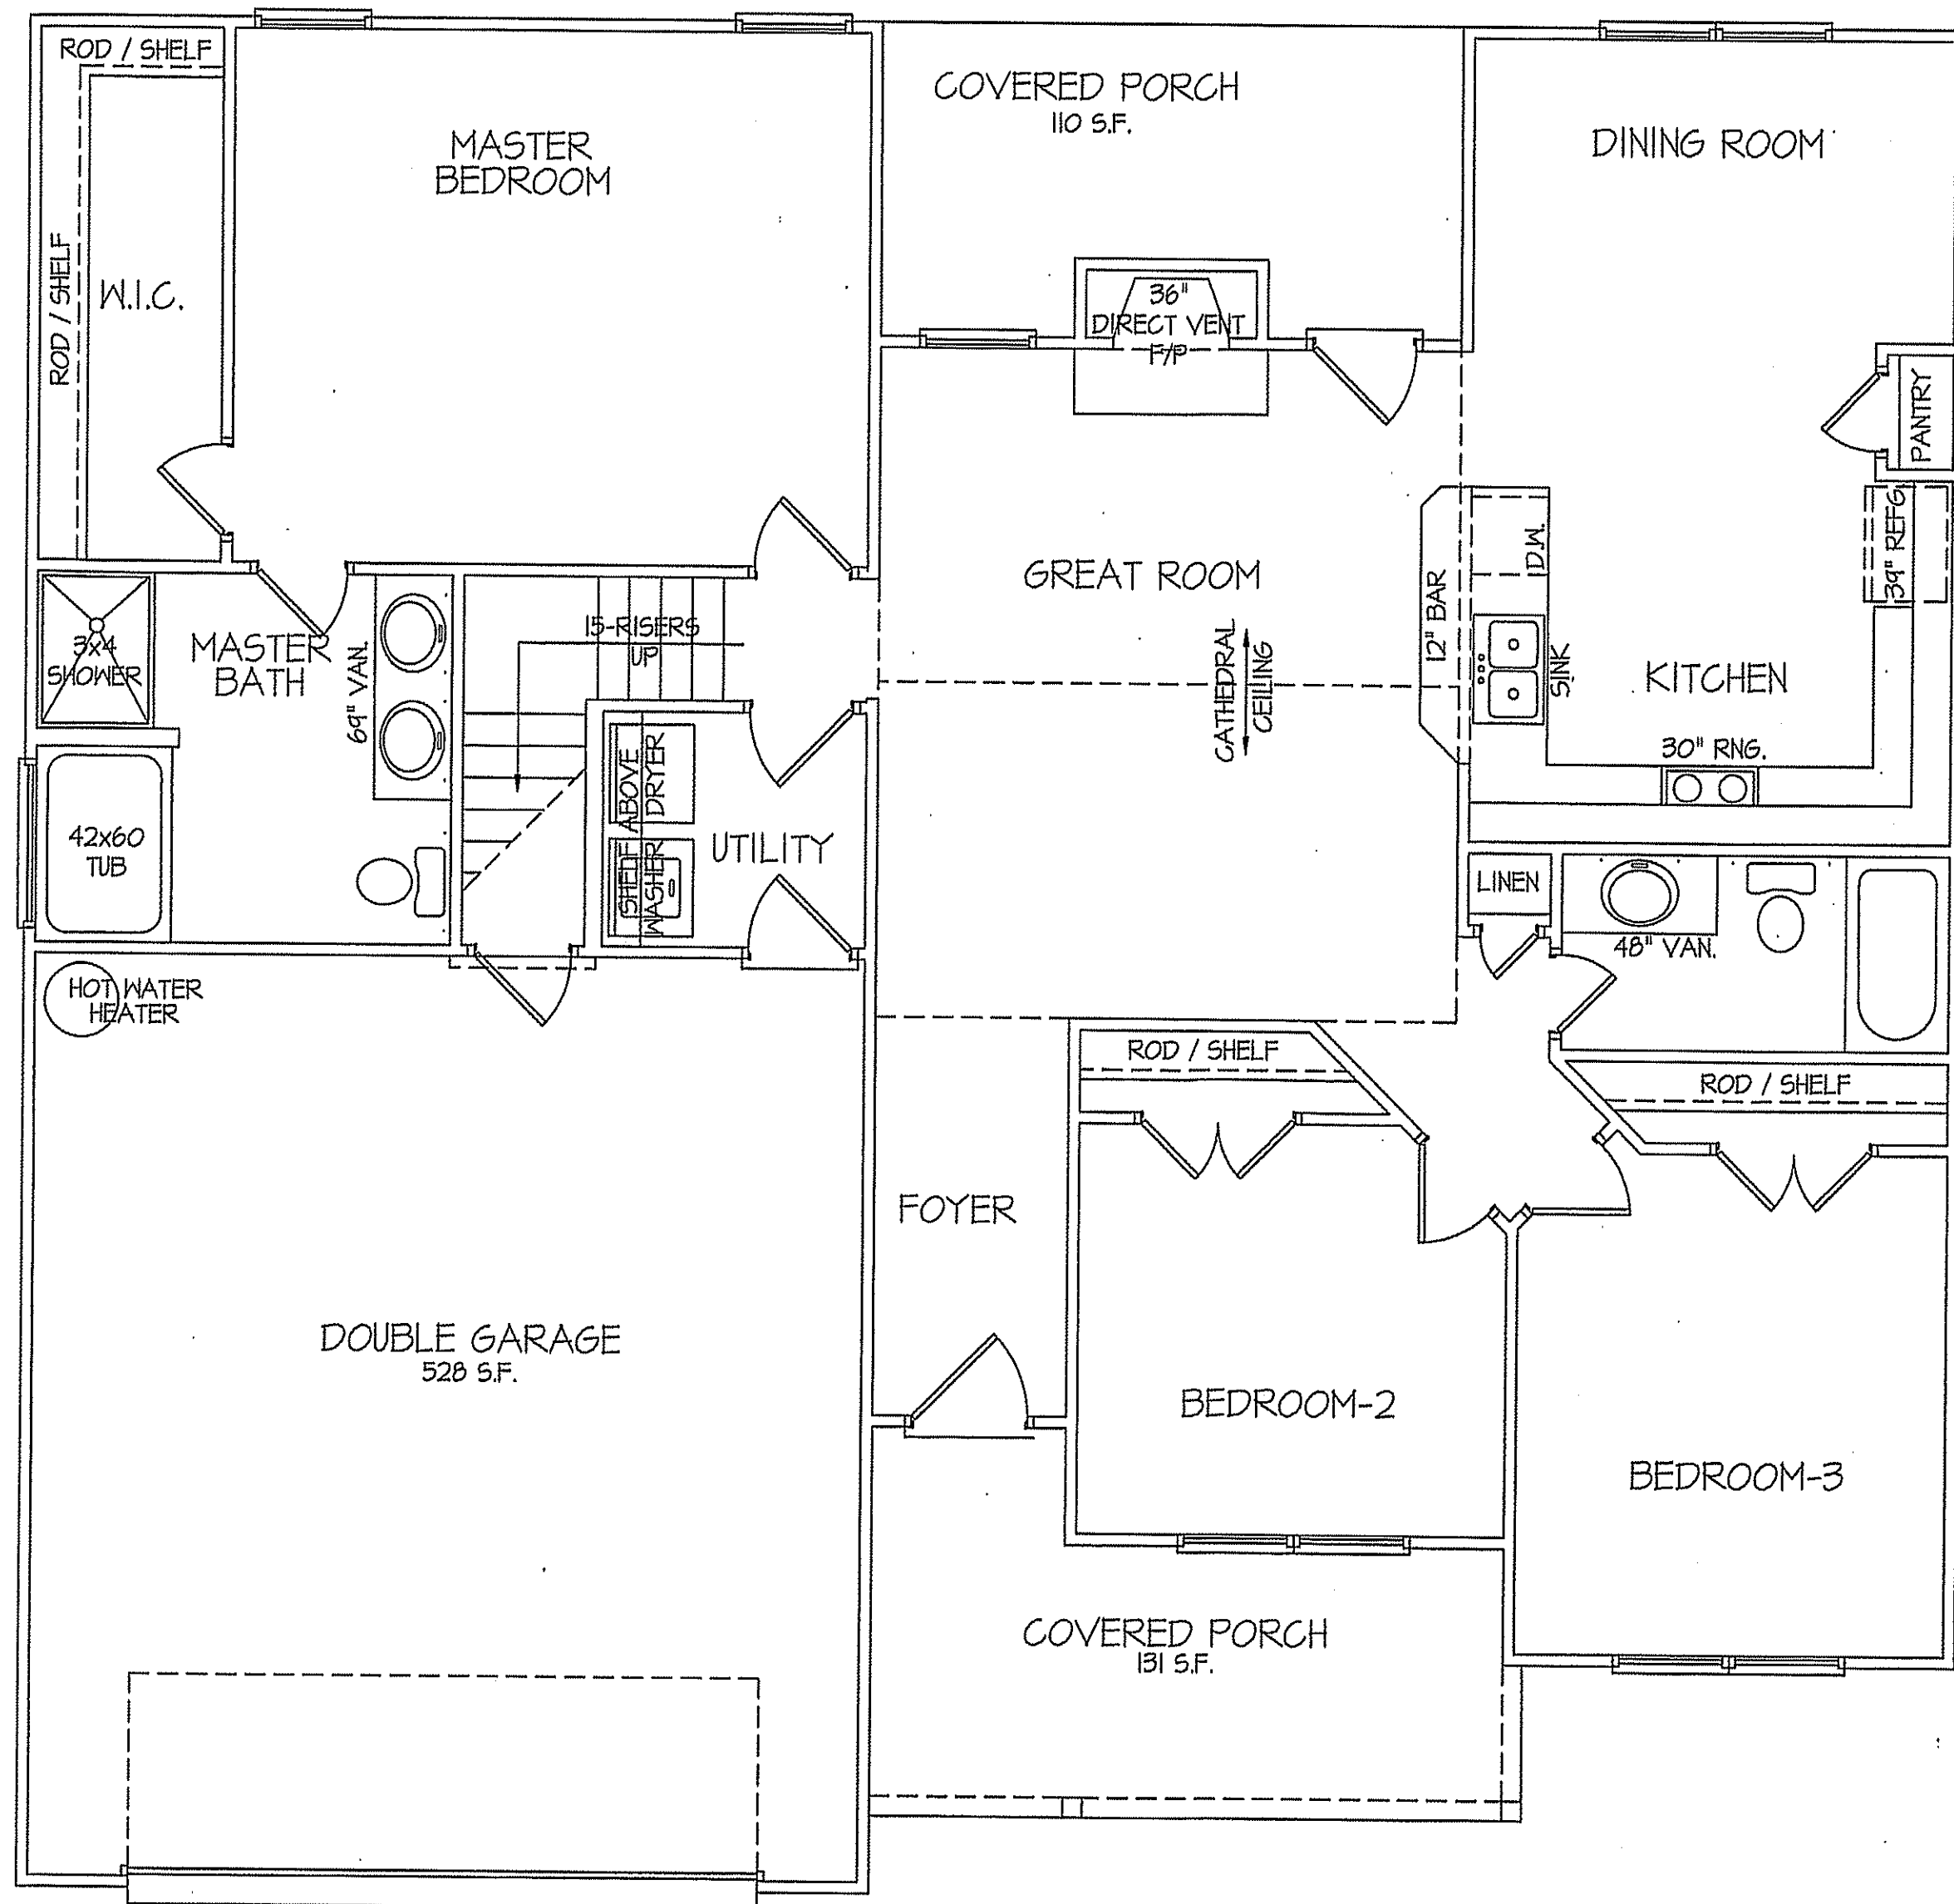 ROD / SHELF
MASTER
BEDROOM
COVERED PORCH
110 S.F.
DINING ROOM
ROD / SHELF
W.I.C.
36"
DIRECT VENT
F/P
PANTRY
39" REFG
D.W.
12" BAR
SINK
KITCHEN
30" RNG.
GREAT ROOM
CATHEDRAL
CEILING
15-RISERS
UP
3x4
SHOWER
MASTER
BATH
69" VAN.
42x60
TUB
SHELF ABOVE
DRYER
WASHER
UTILITY
LINEN
48" VAN.
HOT WATER
HEATER
ROD / SHELF
ROD / SHELF
FOYER
DOUBLE GARAGE
528 S.F.
BEDROOM-2
BEDROOM-3
COVERED PORCH
131 S.F.